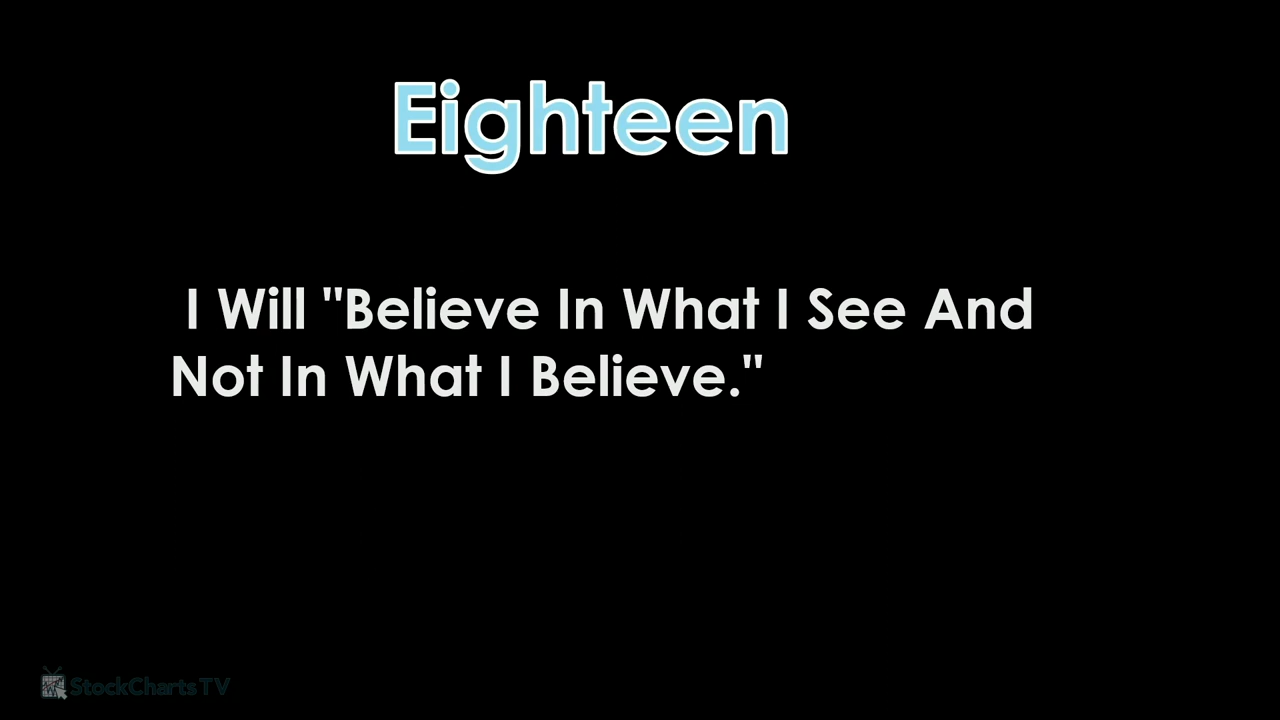 Eighteen
I Will "Believe In What I See And
Not In What I Believe."
StockChartsTV